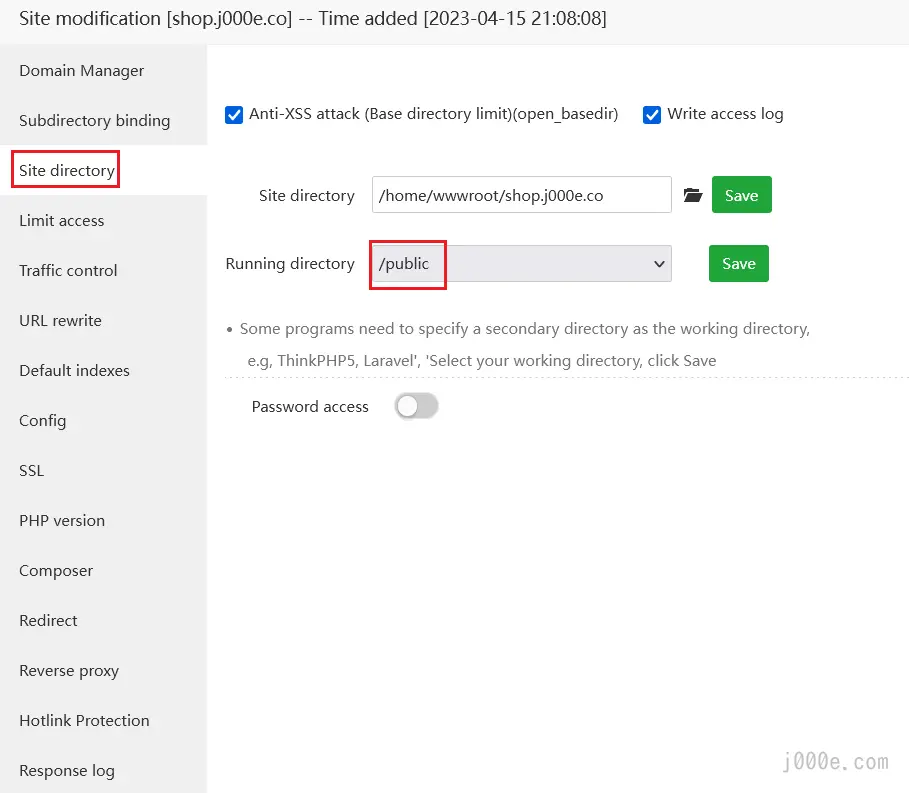 Site modification [shop.j000e.co] -- Time added [2023-04-15 21:08:08]
Domain Manager
Subdirectory binding
Site directory
Limit access
Traffic control
URL rewrite
Default indexes
Config
SSL
PHP version
Composer
Redirect
Reverse proxy
Hotlink Protection
Response log
Anti-XSS attack (Base directory limit)(open_basedir) Write access log
Site directory /home/wwwroot/shop.j000e.co Save
Running directory /public Save
• Some programs need to specify a secondary directory as the working directory,
e.g, ThinkPHP5, Laravel', 'Select your working directory, click Save
Password access
j000e.com